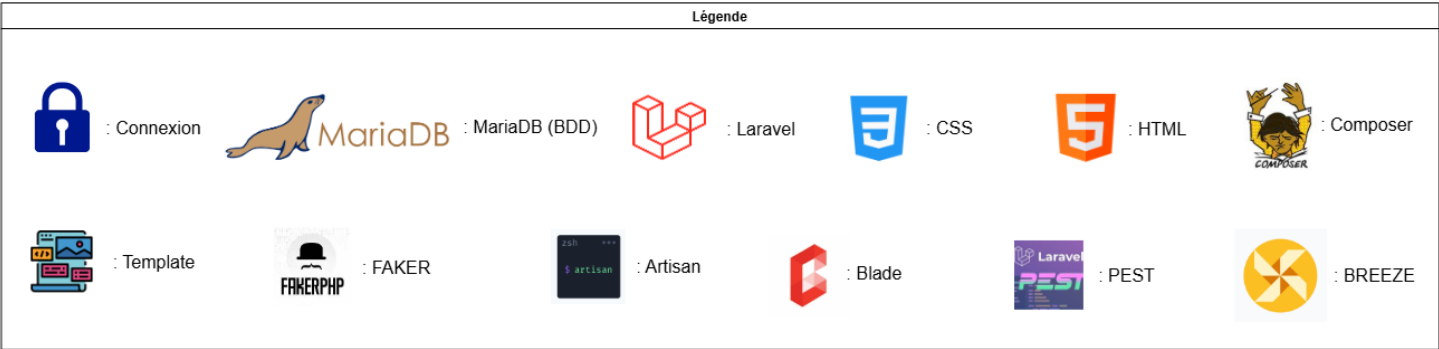 Légende
: Connexion
MariaDB
: MariaDB (BDD)
: Laravel
: CSS
5
: HTML
COMPOSER
: Composer
: Template
FAKERPHP
: FAKER
zsh
$ artisan
: Artisan
: Blade
Laravel
PEST
: PEST
: BREEZE